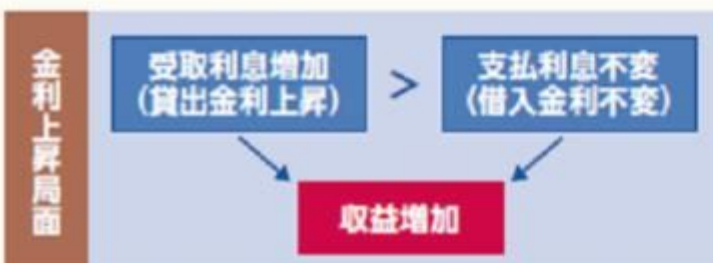 金利上昇局面
受取利息増加
（貸出金利上昇）
>
支払利息不変
（借入金利不変）
収益増加